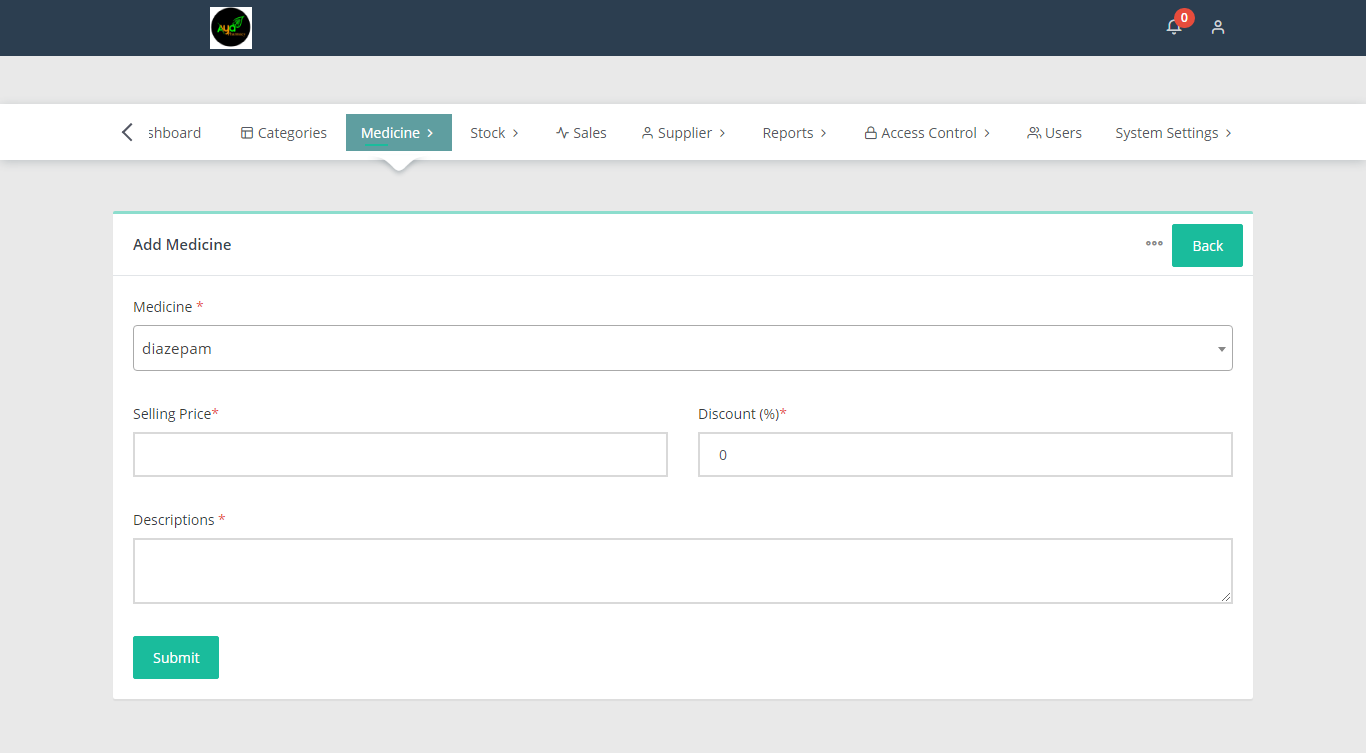 Aya
0
shboard Categories Medicine Stock Sales Supplier Reports Access Control Users System Settings
Add Medicine Back
Medicine *
diazepam
Selling Price* Discount (%)*
0
Descriptions *
Submit